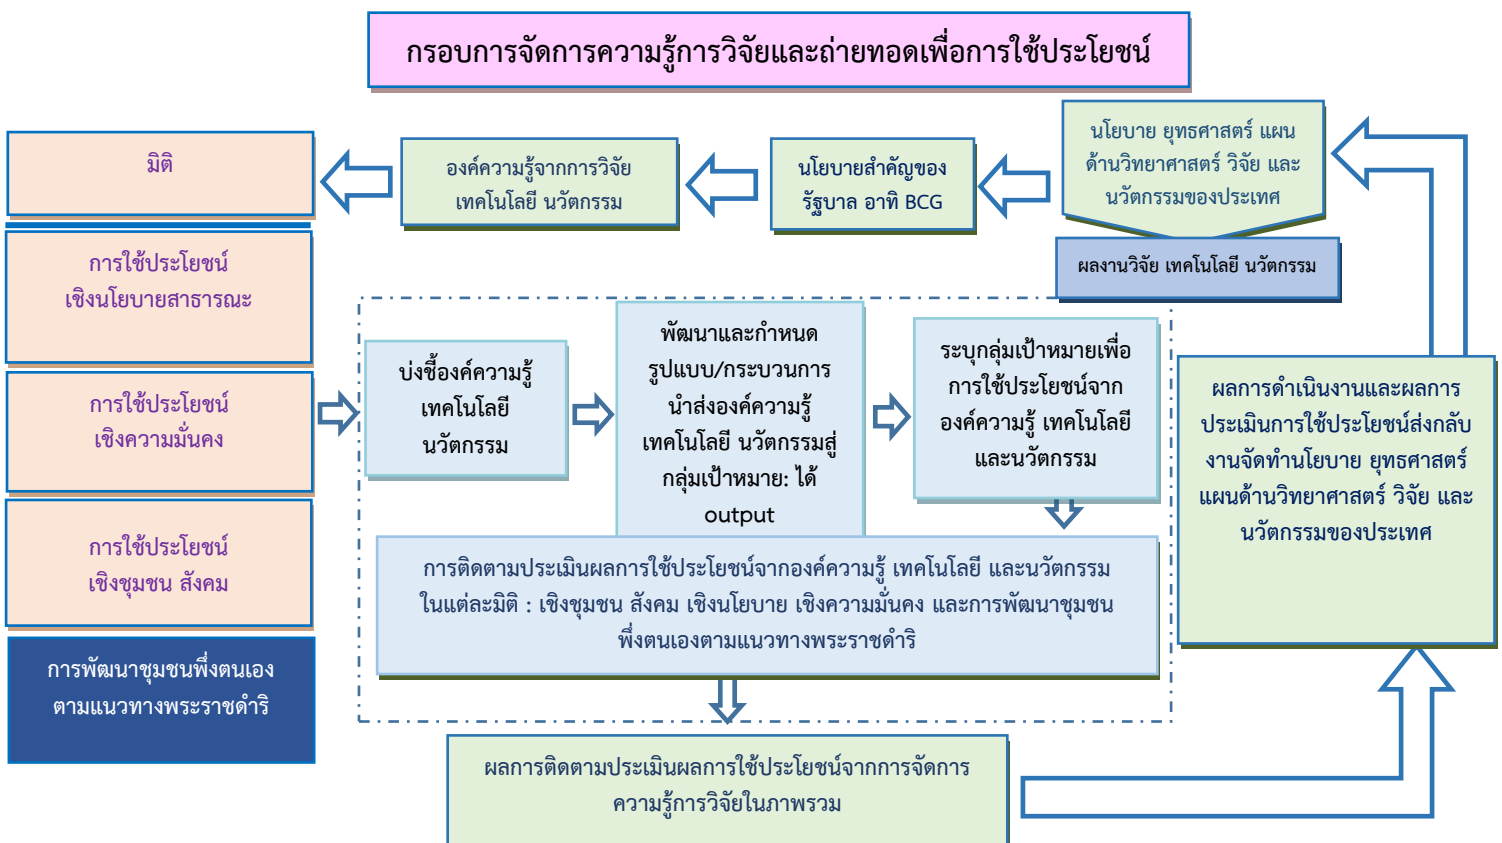 กรอบการจัดการความรู้การวิจัยและถ่ายทอดเพื่อการใช้ประโยชน์
นโยบาย ยุทธศาสตร์ แผน
ด้านวิทยาศาสตร์ วิจัย และ
นวัตกรรมของประเทศ
ผลงานวิจัย เทคโนโลยี นวัตกรรม
นโยบายสำคัญของ
รัฐบาล อาทิ BCG
องค์ความรู้จากการวิจัย
เทคโนโลยี นวัตกรรม
มิติ
การใช้ประโยชน์
เชิงนโยบายสาธารณะ
การใช้ประโยชน์
เชิงความมั่นคง
การใช้ประโยชน์
เชิงชุมชน สังคม
การพัฒนาชุมชนพึ่งตนเอง
ตามแนวทางพระราชดำริ
บ่งชี้องค์ความรู้
เทคโนโลยี
นวัตกรรม
พัฒนาและกำหนด
รูปแบบ/กระบวนการ
นำส่งองค์ความรู้
เทคโนโลยี นวัตกรรมสู่
กลุ่มเป้าหมาย: ได้
output
ระบุกลุ่มเป้าหมายเพื่อ
การใช้ประโยชน์จาก
องค์ความรู้ เทคโนโลยี
และนวัตกรรม
การติดตามประเมินผลการใช้ประโยชน์จากองค์ความรู้ เทคโนโลยี และนวัตกรรม
ในแต่ละมิติ : เชิงชุมชน สังคม เชิงนโยบาย เชิงความมั่นคง และการพัฒนาชุมชน
พึ่งตนเองตามแนวทางพระราชดำริ
ผลการติดตามประเมินผลการใช้ประโยชน์จากการจัดการ
ความรู้การวิจัยในภาพรวม
ผลการดำเนินงานและผลการ
ประเมินการใช้ประโยชน์ส่งกลับ
งานจัดทำนโยบาย ยุทธศาสตร์
แผนด้านวิทยาศาสตร์ วิจัย และ
นวัตกรรมของประเทศ